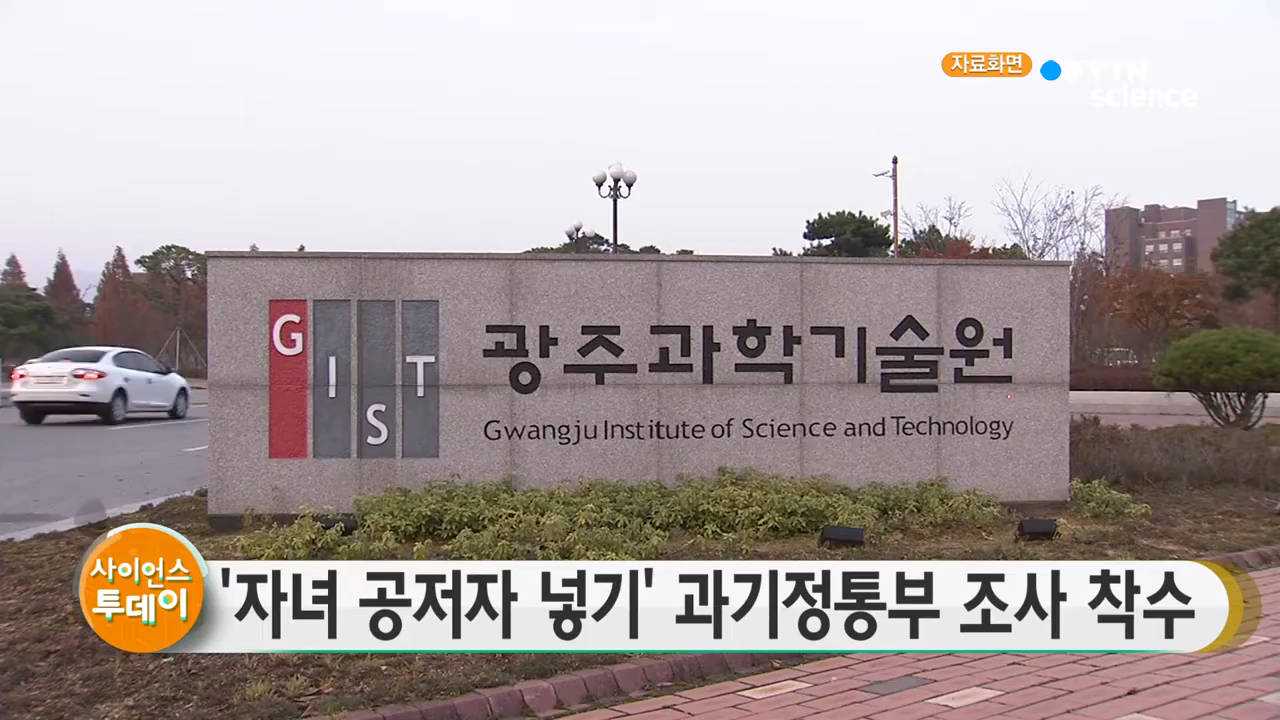 자료화면
YTN
science
G I S T
광주과학기술원
Gwangju Institute of Science and Technology
사이언스
투데이
'자녀 공저자 넣기' 과기정통부 조사 착수